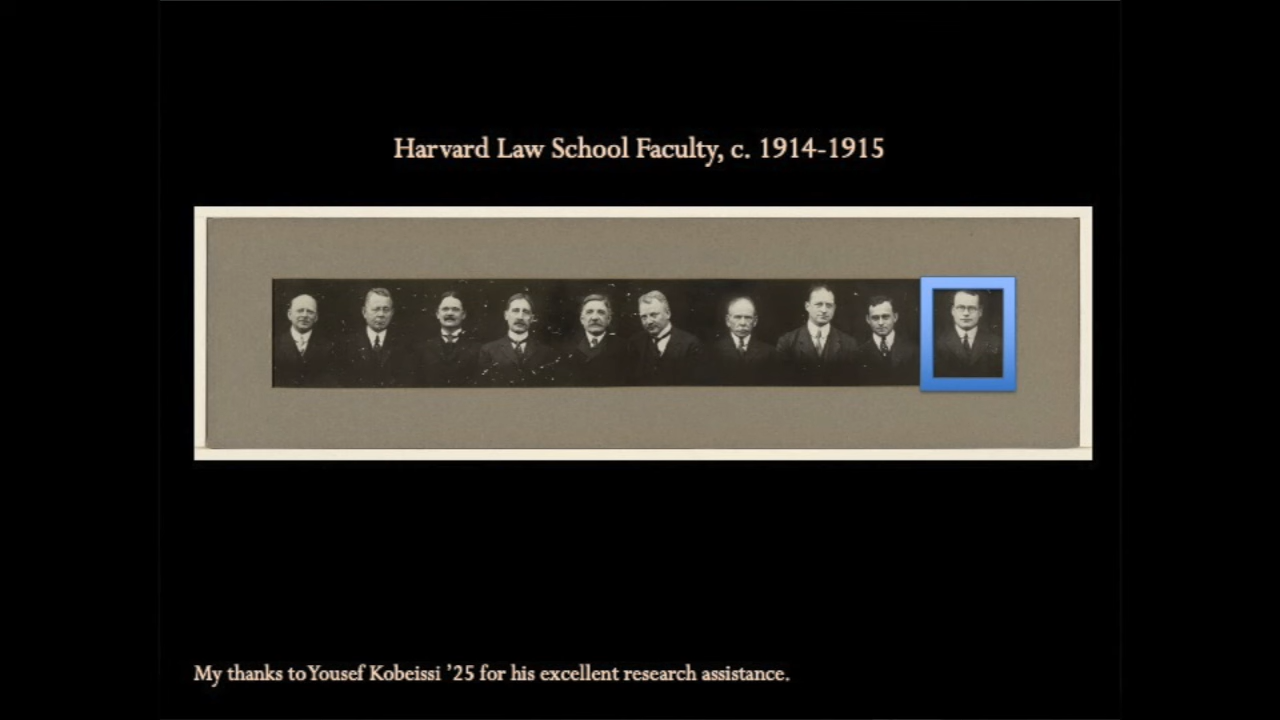 Harvard Law School Faculty, c. 1914-1915
My thanks to Yousef Kobeissi ’25 for his excellent research assistance.